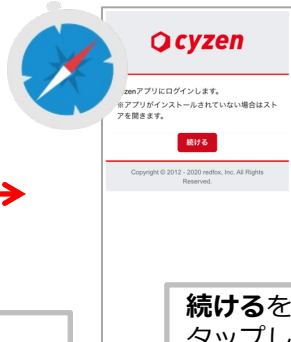 cyzen
zenアプリにログインします。
※アプリがインストールされていない場合はスト
アを開きます。
続ける
Copyright © 2012 - 2020 redfox, Inc. All Rights
Reserved.
続けるを
タップし